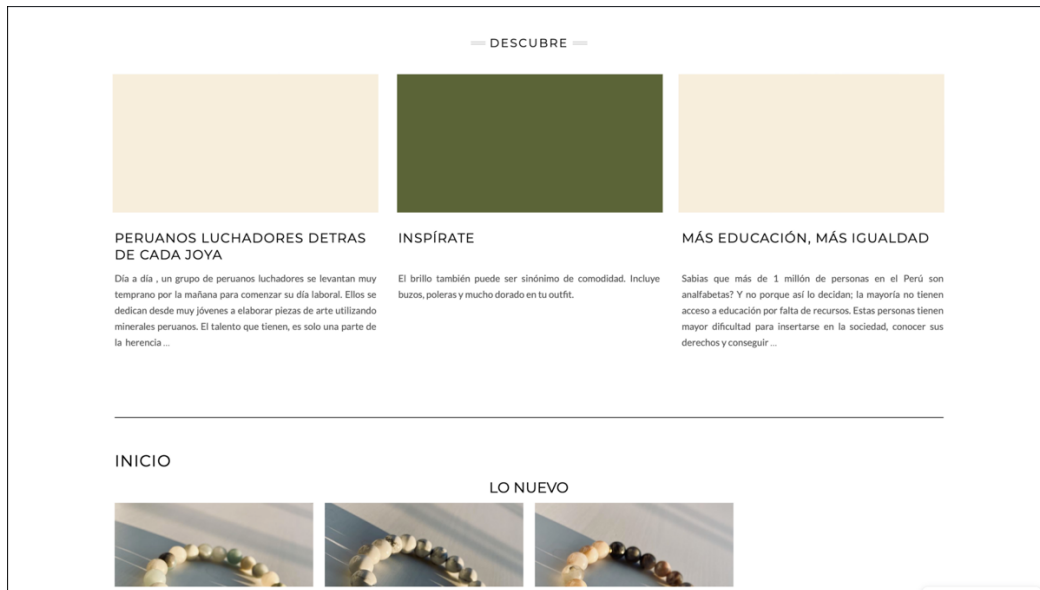 DESCUBRE
PERUANOS LUCHADORES DETRAS
DE CADA JOYA
Día a día , un grupo de peruanos luchadores se levantan muy
temprano por la mañana para comenzar su día laboral. Ellos se
dedican desde muy jóvenes a elaborar piezas de arte utilizando
minerales peruanos. El talento que tienen, es solo una parte de
la herencia ...
INSPÍRATE
El brillo también puede ser sinónimo de comodidad. Incluye
buzos, poleras y mucho dorado en tu outfit.
MÁS EDUCACIÓN, MÁS IGUALDAD
Sabias que más de 1 millón de personas en el Perú son
analfabetas? Y no porque así lo decidan; la mayoría no tienen
acceso a educación por falta de recursos. Estas personas tienen
mayor dificultad para insertarse en la sociedad, conocer sus
derechos y conseguir ...
INICIO
LO NUEVO